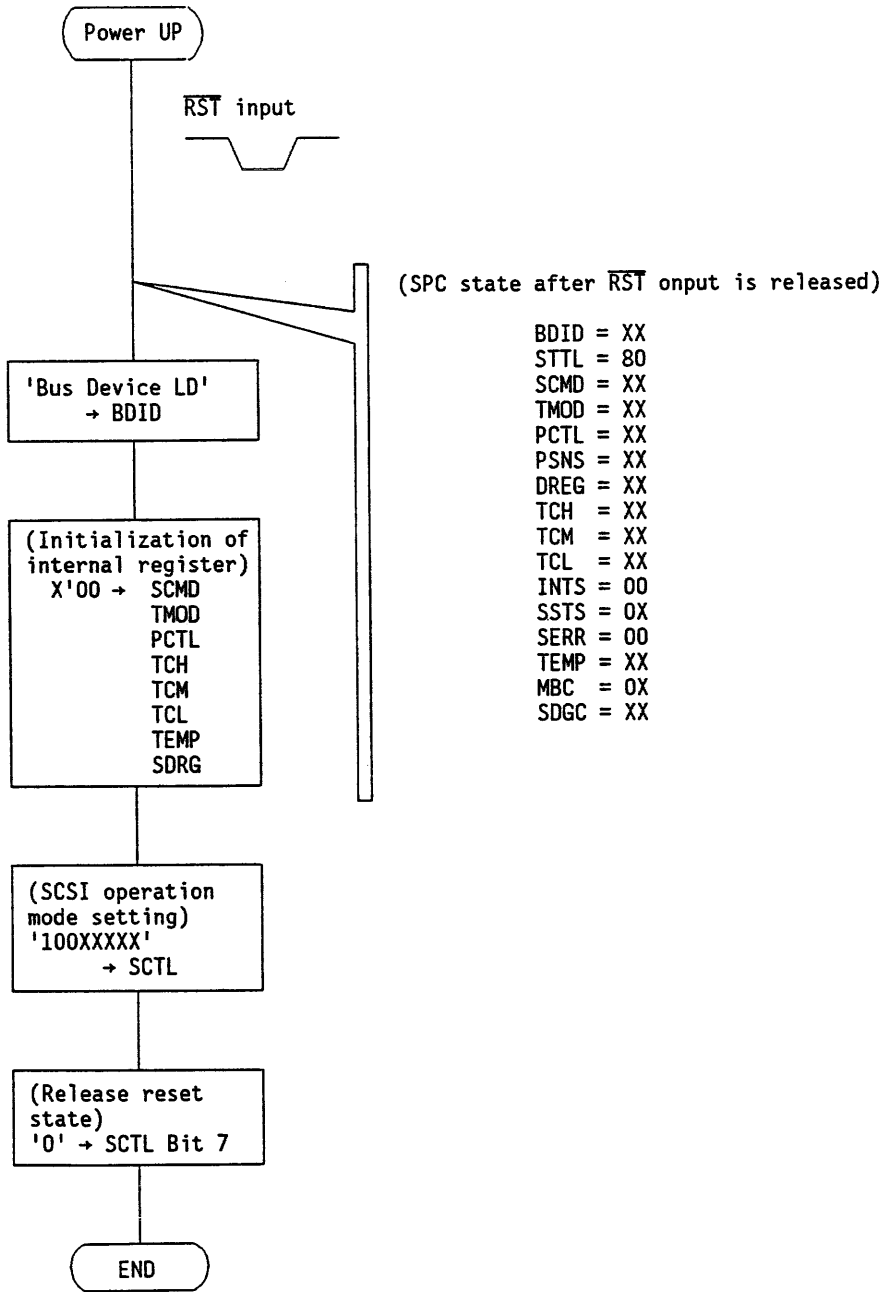 Power UP
RST input
(SPC state after RST onput is released)
BDID = XX
STTL = 80
SCMD = XX
TMOD = XX
PCTL = XX
PSNS = XX
DREG = XX
TCH = XX
TCM = XX
TCL = XX
INTS = 00
SSTS = 0X
SERR = 00
TEMP = XX
MBC = 0X
SDGC = XX
'Bus Device LD'
→ BDID
(Initialization of
internal register)
X'00 → SCMD
TMOD
PCTL
TCH
TCM
TCL
TEMP
SDRG
(SCSI operation
mode setting)
'100XXXXX'
→ SCTL
(Release reset
state)
'0' → SCTL Bit 7
END